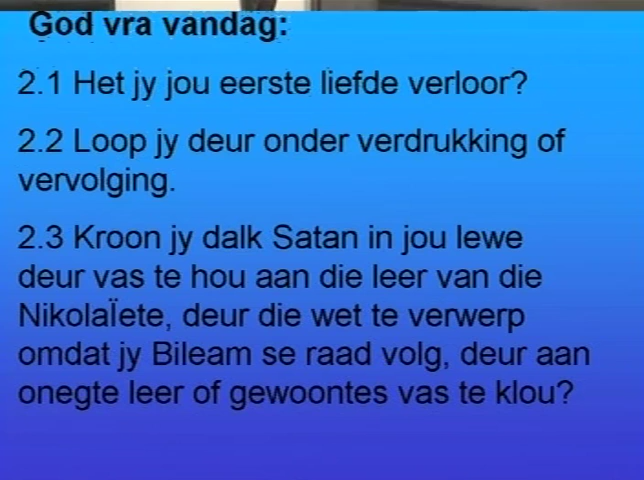 God vra vandag:
2.1 Het jy jou eerste liefde verloor?
2.2 Loop jy deur onder verdrukking of
vervolging.
2.3 Kroon jy dalk Satan in jou lewe
deur vas te hou aan die leer van die
NikolaÏete, deur die wet te verwerp
omdat jy Bileam se raad volg, deur aan
onegte leer of gewoontes vas te klou?